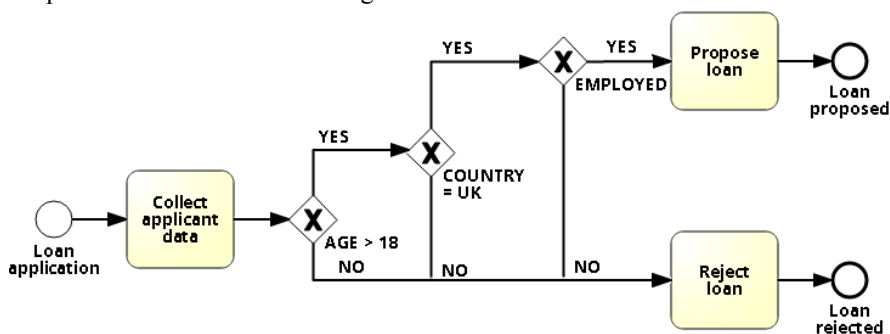 YES
YES
Propose
loan
EMPLOYED
Loan
proposed
YES
X
X
COUNTRY
= UK
Collect
applicant
data
X
AGE > 18
Loan
application
NO
NO
NO
Reject
loan
Loan
rejected